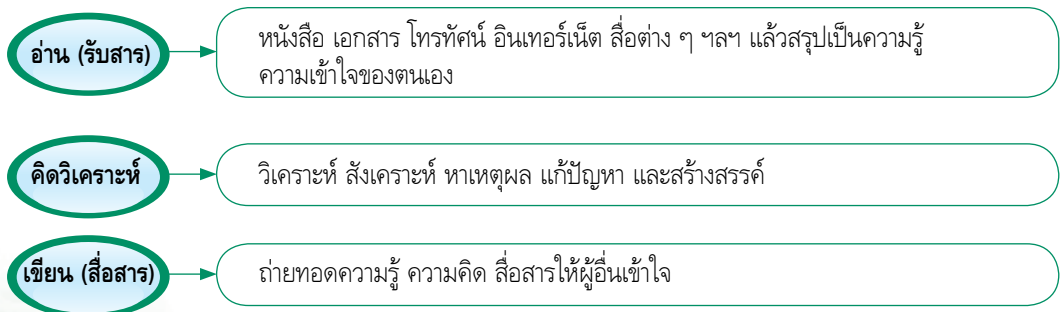 อ่าน (รับสาร)
หนังสือ เอกสาร โทรทัศน์ อินเทอร์เน็ต สื่อต่าง ๆ ฯลฯ แล้วสรุปเป็นความรู้
ความเข้าใจของตนเอง
คิดวิเคราะห์
วิเคราะห์ สังเคราะห์ หาเหตุผล แก้ปัญหา และสร้างสรรค์
เขียน (สื่อสาร)
ถ่ายทอดความรู้ ความคิด สื่อสารให้ผู้อื่นเข้าใจ